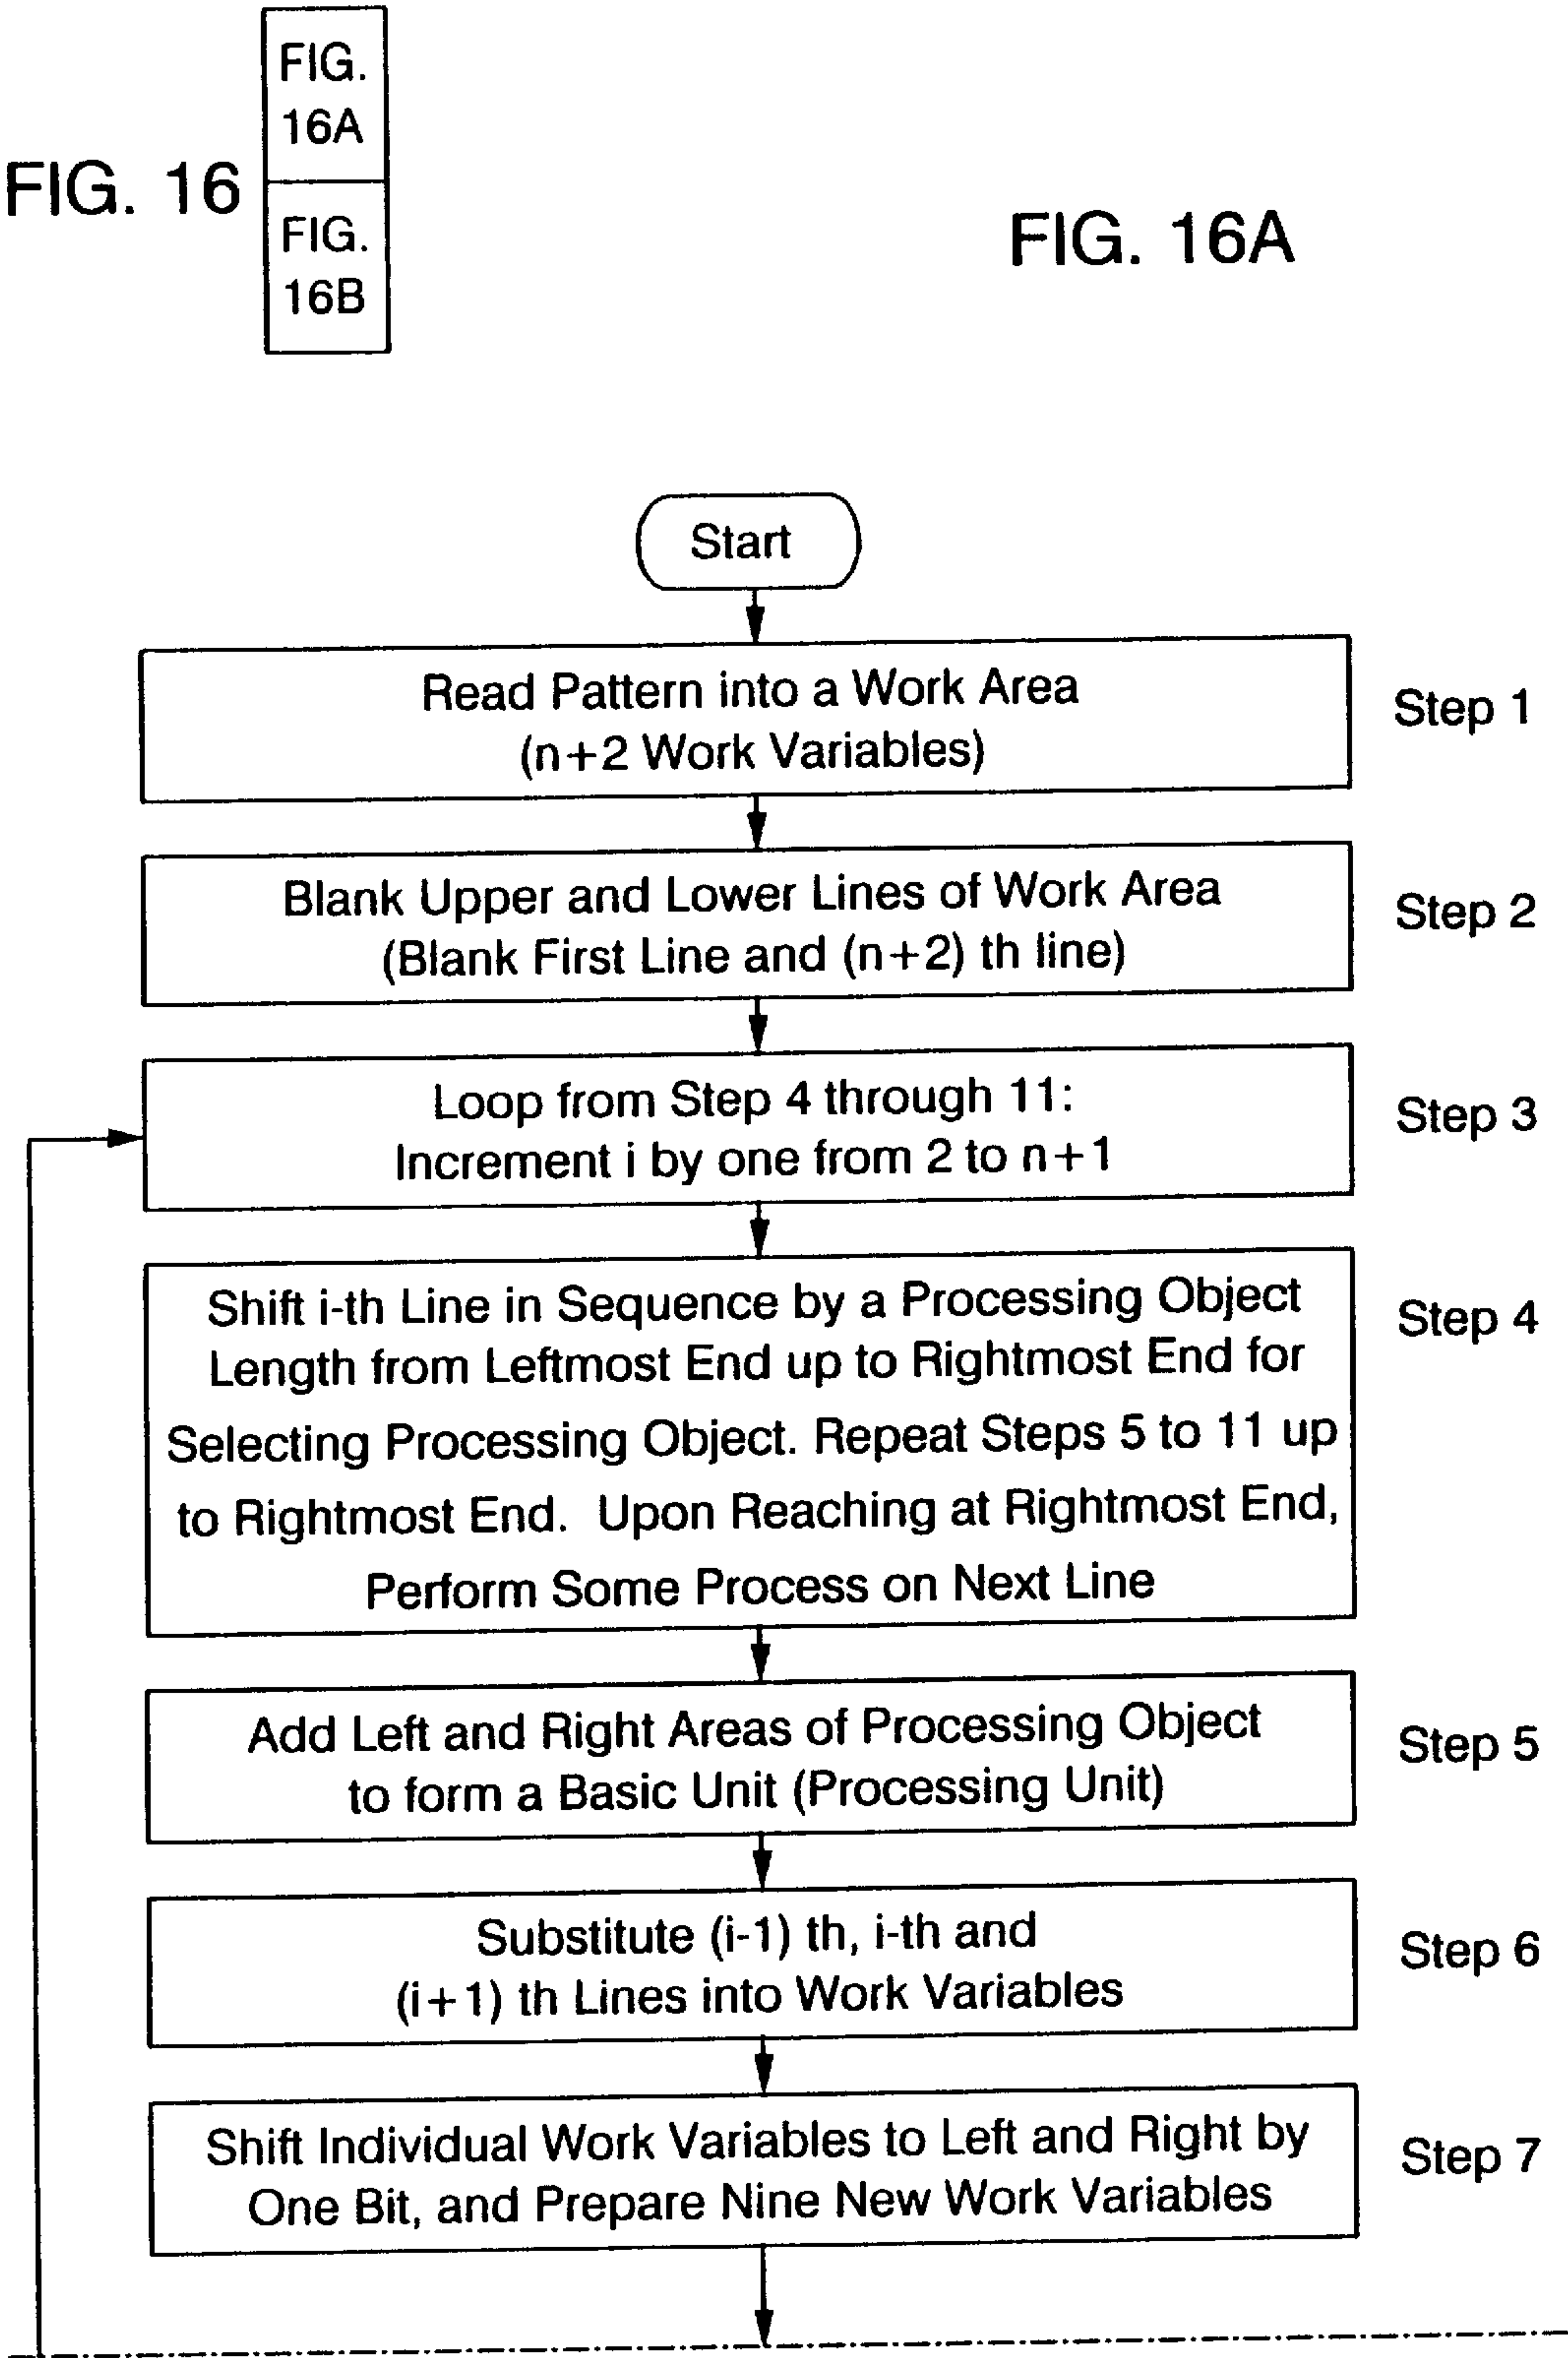 FIG. 16
FIG.
16A
FIG.
16B
FIG. 16A
Start
Read Pattern into a Work Area
(n+2 Work Variables)
Step 1
Blank Upper and Lower Lines of Work Area
(Blank First Line and (n+2) th line)
Step 2
Loop from Step 4 through 11:
Increment i by one from 2 to n+1
Step 3
Shift i-th Line in Sequence by a Processing Object
Length from Leftmost End up to Rightmost End for
Selecting Processing Object. Repeat Steps 5 to 11 up
to Rightmost End. Upon Reaching at Rightmost End,
Perform Some Process on Next Line
Step 4
Add Left and Right Areas of Processing Object
to form a Basic Unit (Processing Unit)
Step 5
Substitute (i-1) th, i-th and
(i+1) th Lines into Work Variables
Step 6
Shift Individual Work Variables to Left and Right by
One Bit, and Prepare Nine New Work Variables
Step 7